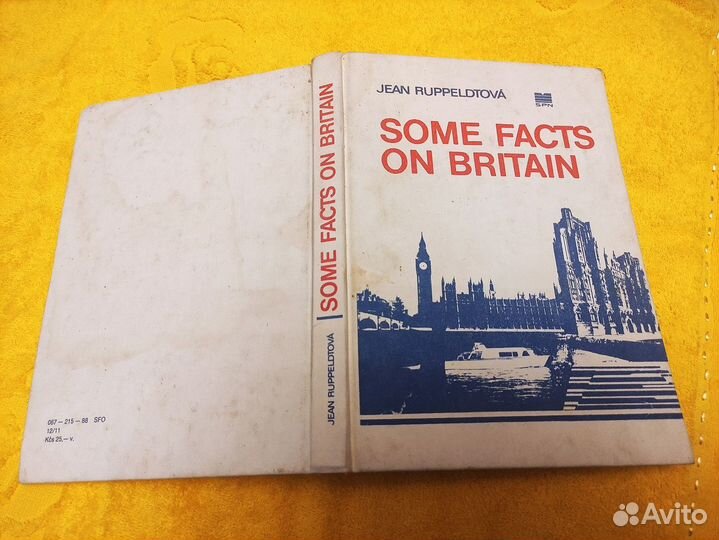 JEAN RUPPELDTOVÁ
SPN
SOME FACTS
ON BRITAIN
SOME FACTS ON BRITAIN
JEAN RUPPELDTOVÁ
067 — 215 — 88 SFO
12/11
Kčs 25,— v.
Avito